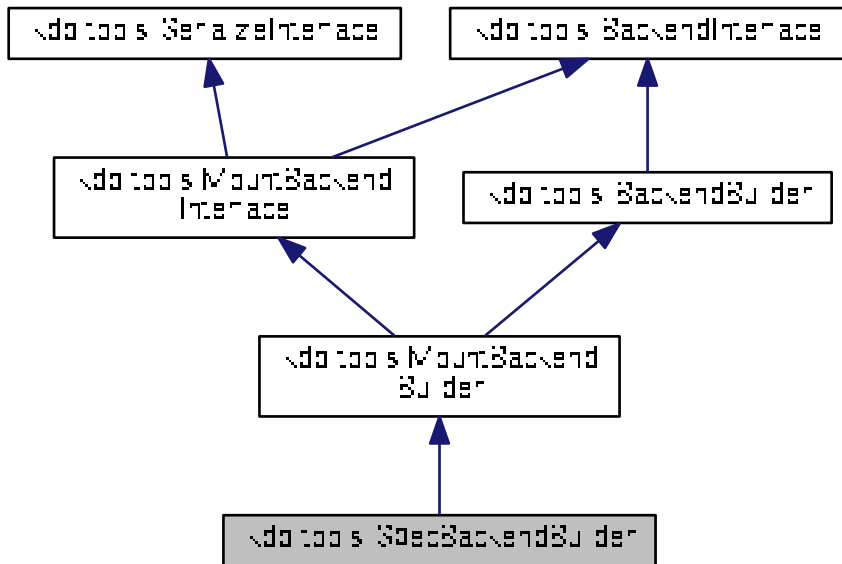 kdb::tools::SerializeInterface
kdb::tools::BackendInterface
kdb::tools::MountBackend
Interface
kdb::tools::BackendBuilder
kdb::tools::MountBackend
Builder
kdb::tools::SpecBackendBuilder